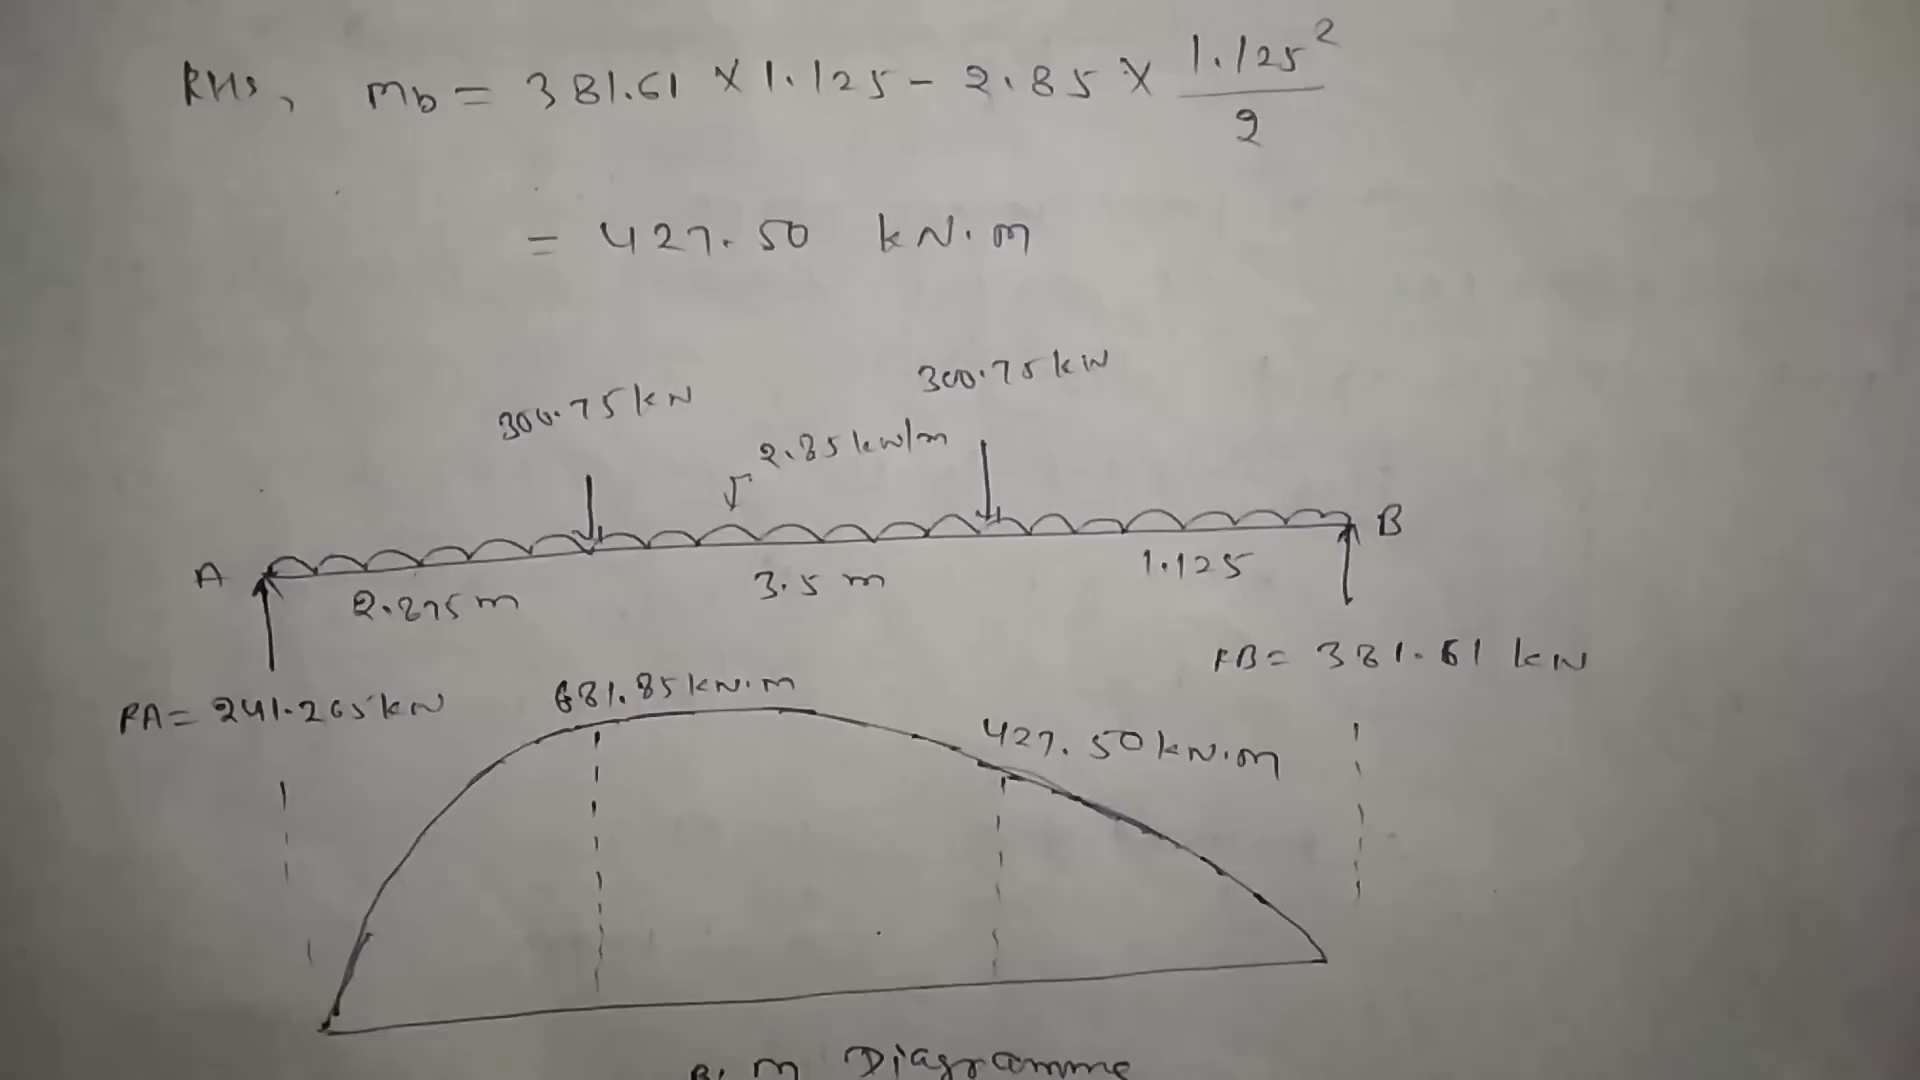 RHS, Mb = 381.61 × 1.125 - 2.85 × 1.125² / 2
= 427.50 kN.m
300.75 kN
300.75 kN
2.85 kN/m
A
B
2.875 m
3.5 m
1.125
RB = 381.61 kN
RA = 241.265 kN
681.85 kN.m
427.50 kN.m
B.M Diagramme